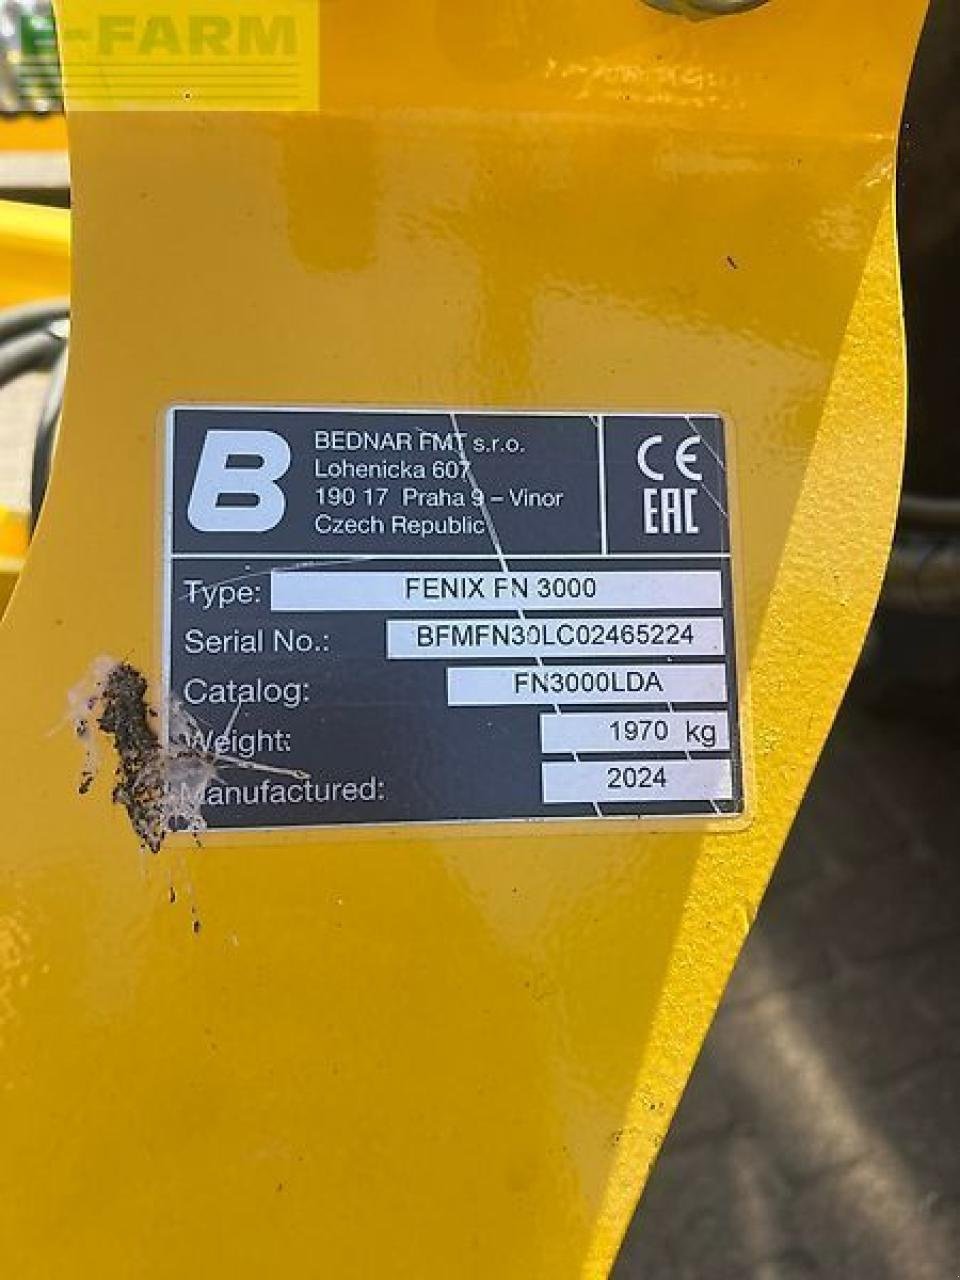 H-FARM
B
BEDNAR FMT s.r.o.
Lohenicka 607
190 17 Praha 9 – Vinor
Czech Republic
CE
EAC
Type: FENIX FN 3000
Serial No.: BFMFN30LC02465224
Catalog: FN3000LDA
Weight: 1970 kg
Manufactured: 2024